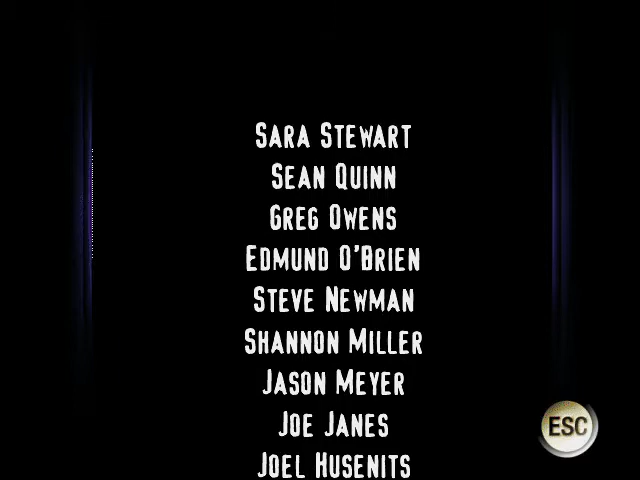 Sara Stewart
Sean Quinn
Greg Owens
Edmund O'Brien
Steve Newman
Shannon Miller
Jason Meyer
Joe Janes
Joel Husenits
ESC